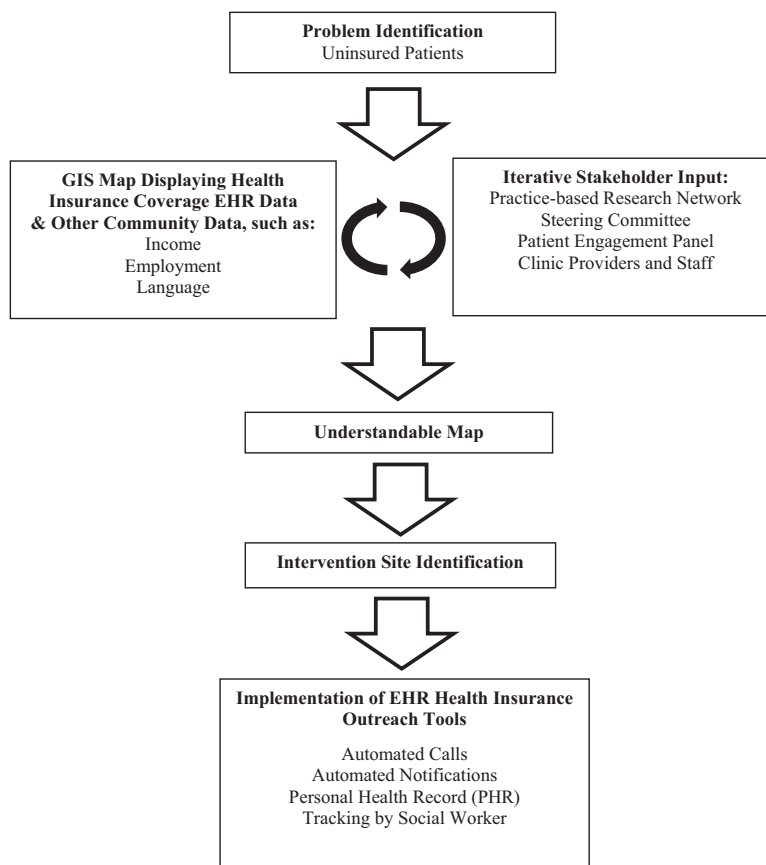 Problem Identification
Uninsured Patients
GIS Map Displaying Health
Insurance Coverage EHR Data
& Other Community Data, such as:
Income
Employment
Language
Iterative Stakeholder Input:
Practice-based Research Network
Steering Committee
Patient Engagement Panel
Clinic Providers and Staff
Understandable Map
Intervention Site Identification
Implementation of EHR Health Insurance
Outreach Tools
Automated Calls
Automated Notifications
Personal Health Record (PHR)
Tracking by Social Worker